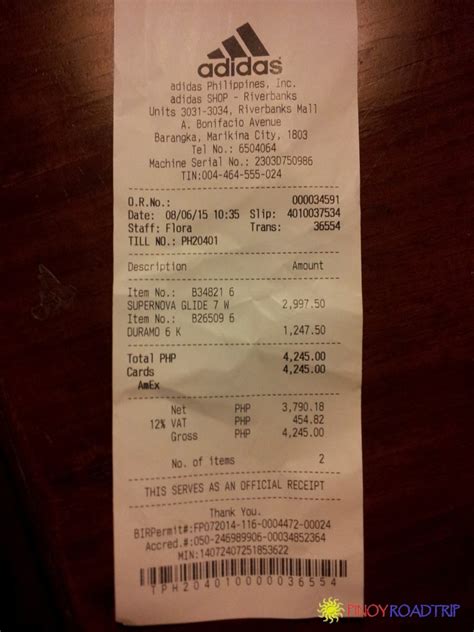 adidas
adidas Philippines, Inc.
adidas SHOP - Riverbanks
Units 3031-3034, Riverbanks Mall
A. Bonifacio Avenue
Barangka, Marikina City, 1803
Tel No.: 6504064
Machine Serial No.: 2303D750986
TIN:004-464-555-024
O.R.No.: 000034591
Date: 08/06/15 10:35 Slip: 4010037534
Staff: Flora Trans: 36554
TILL NO.: PH20401
Description Amount
Item No.: B34821 6
SUPERNOVA GLIDE 7 W 2,997.50
Item No.: B26509 6
DURAMO 6 K 1,247.50
Total PHP 4,245.00
Cards 4,245.00
AmEx
Net PHP 3,790.18
12% VAT PHP 454.82
Gross PHP 4,245.00
No. of items 2
THIS SERVES AS AN OFFICIAL RECEIPT
Thank You.
BIRPermit#:FP072014-116-0004472-00024
Accred.#:050-246989906-00034852364
MIN:14072407251853622
TPH204010000036554
PINOYROADTRIP